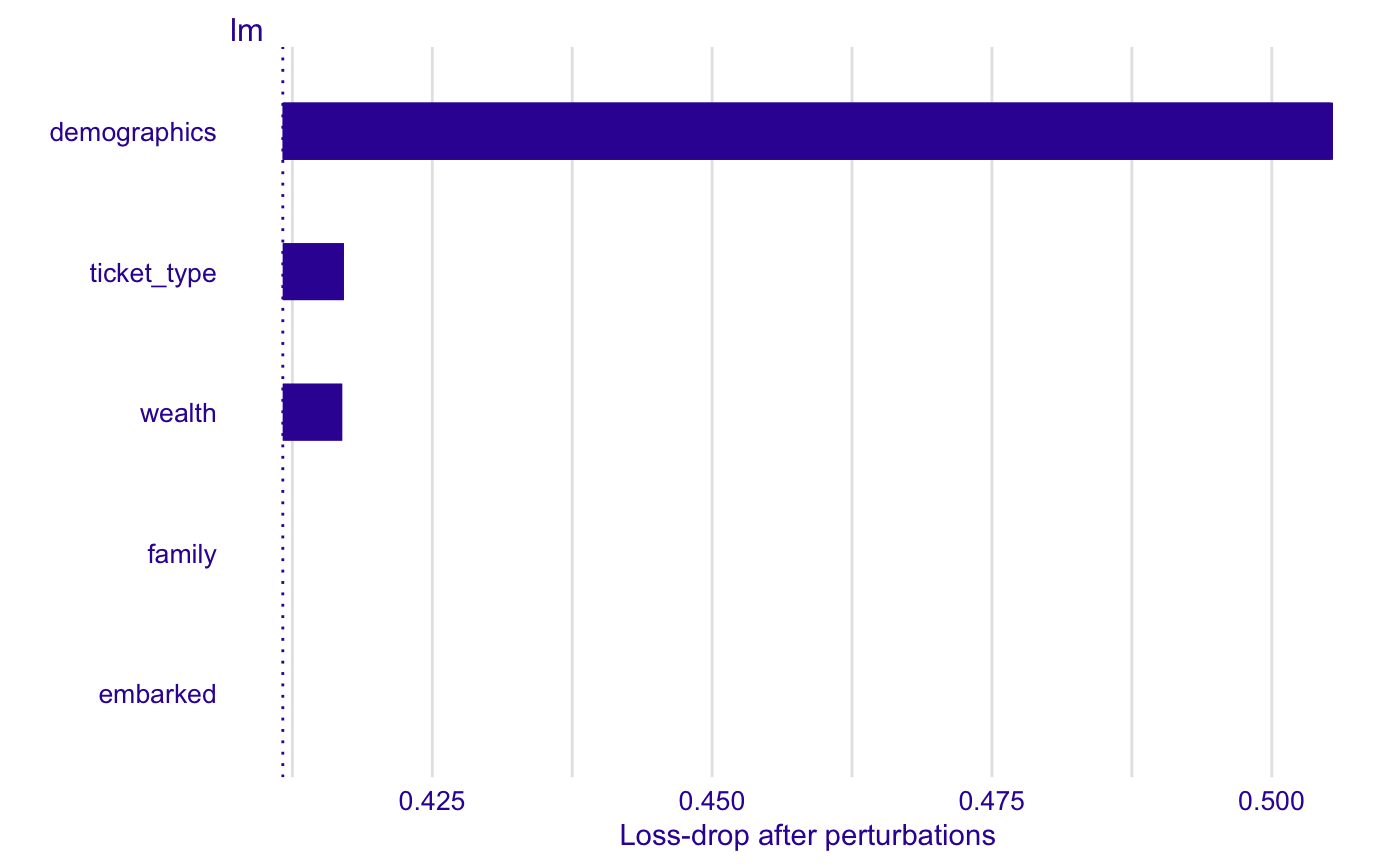 lm
demographics
ticket_type
wealth
family
embarked
0.425 0.450 0.475 0.500
Loss-drop after perturbations